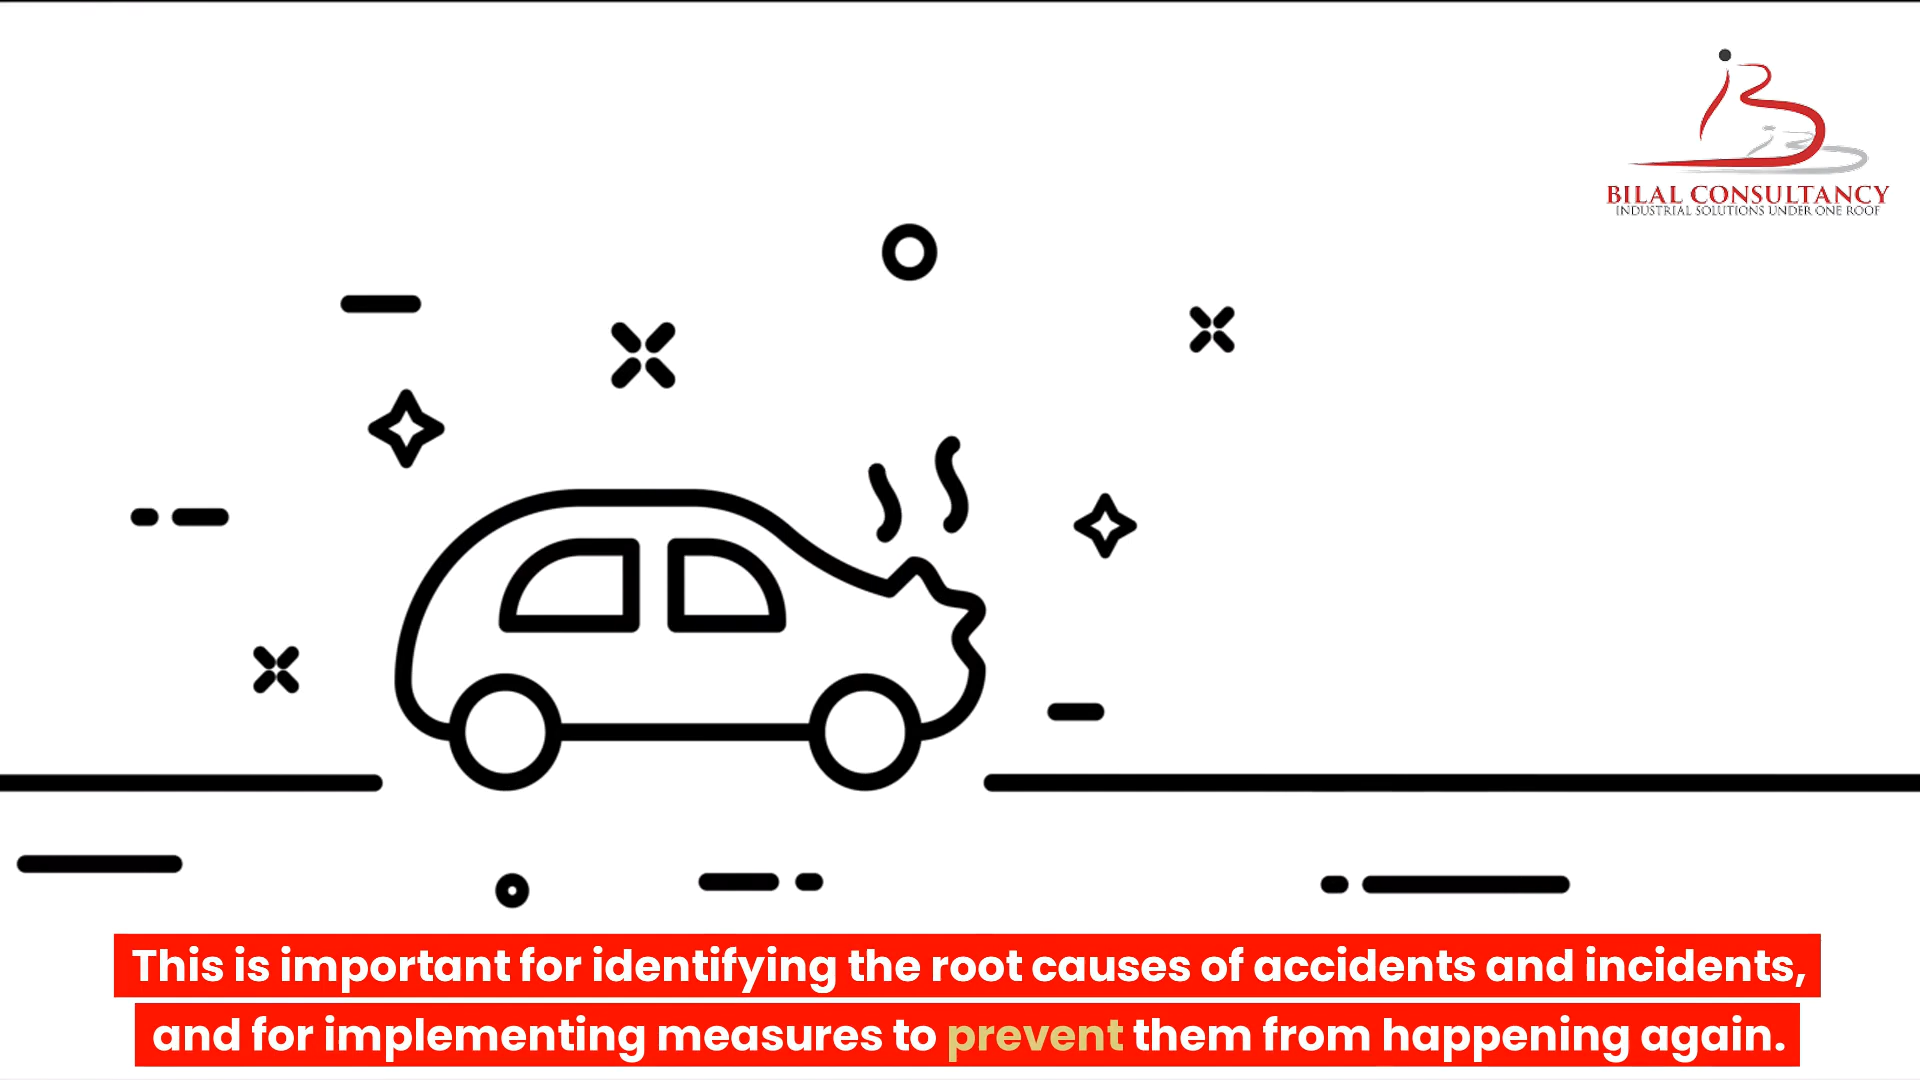 BILAL CONSULTANCY
INDUSTRIAL SOLUTIONS UNDER ONE ROOF
This is important for identifying the root causes of accidents and incidents,
and for implementing measures to prevent them from happening again.